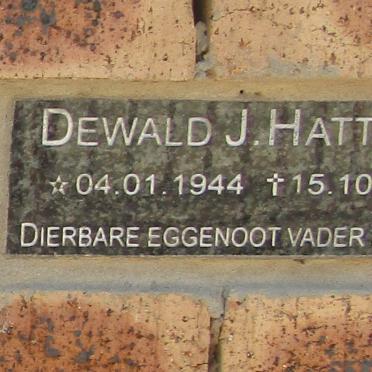 DEWALD J. HATT
☆ 04.01.1944 ✝ 15.10
DIERBARE EGGENOOT VADER